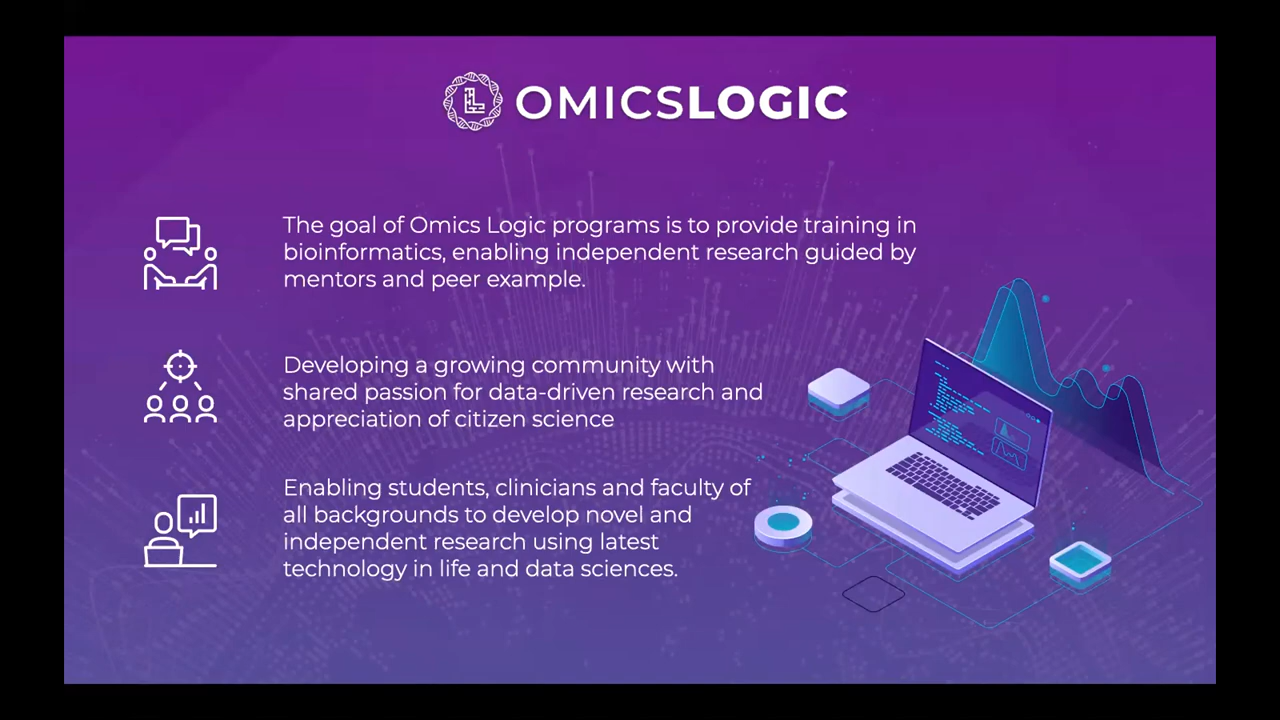 OMICSLOGIC
The goal of Omics Logic programs is to provide training in
bioinformatics, enabling independent research guided by
mentors and peer example.
Developing a growing community with
shared passion for data-driven research and
appreciation of citizen science
Enabling students, clinicians and faculty of
all backgrounds to develop novel and
independent research using latest
technology in life and data sciences.